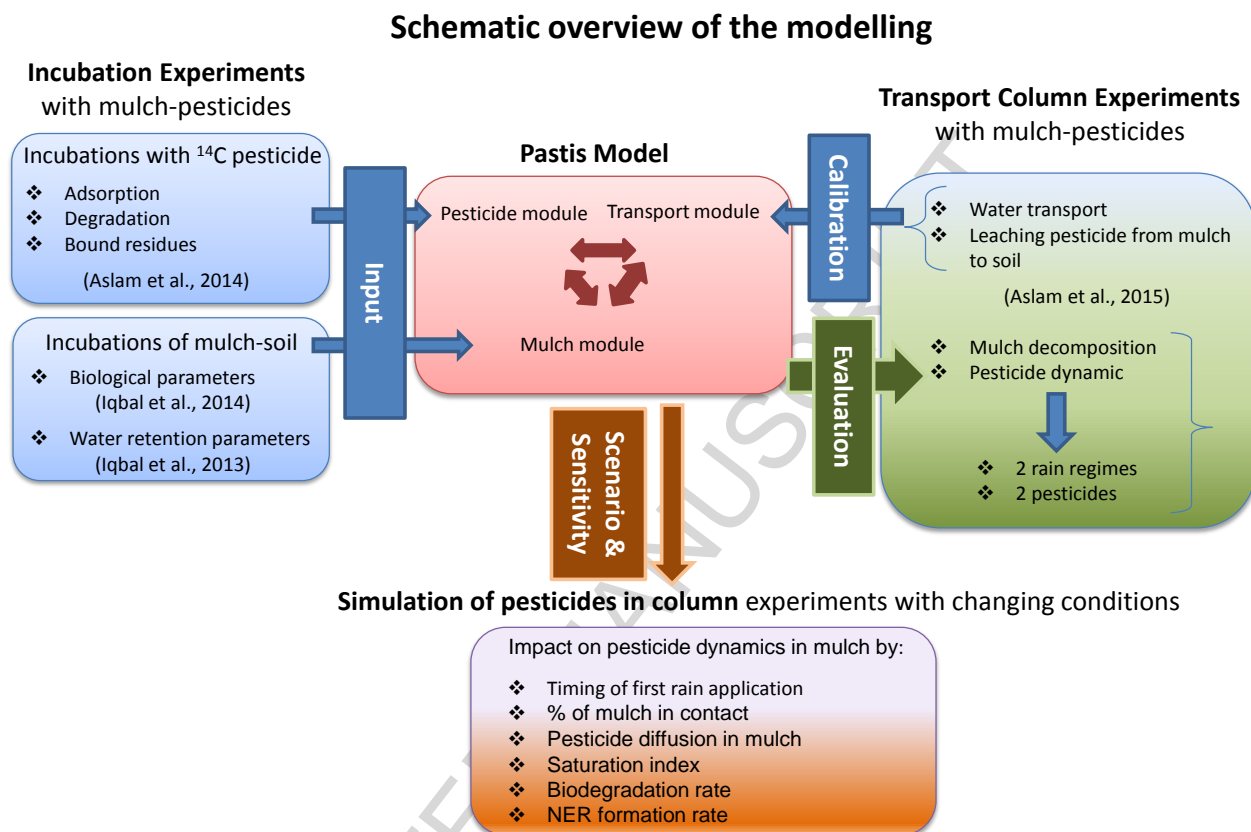 Schematic overview of the modelling
Incubation Experiments
with mulch-pesticides
Incubations with ¹⁴C pesticide
❖ Adsorption
❖ Degradation
❖ Bound residues
(Aslam et al., 2014)
Incubations of mulch-soil
❖ Biological parameters
(Iqbal et al., 2014)
❖ Water retention parameters
(Iqbal et al., 2013)
Input
Pastis Model
Pesticide module
Transport module
Mulch module
Calibration
Evaluation
Scenario &
Sensitivity
Transport Column Experiments
with mulch-pesticides
❖ Water transport
❖ Leaching pesticide from mulch
to soil
(Aslam et al., 2015)
❖ Mulch decomposition
❖ Pesticide dynamic
❖ 2 rain regimes
❖ 2 pesticides
Simulation of pesticides in column experiments with changing conditions
Impact on pesticide dynamics in mulch by:
❖ Timing of first rain application
❖ % of mulch in contact
❖ Pesticide diffusion in mulch
❖ Saturation index
❖ Biodegradation rate
❖ NER formation rate